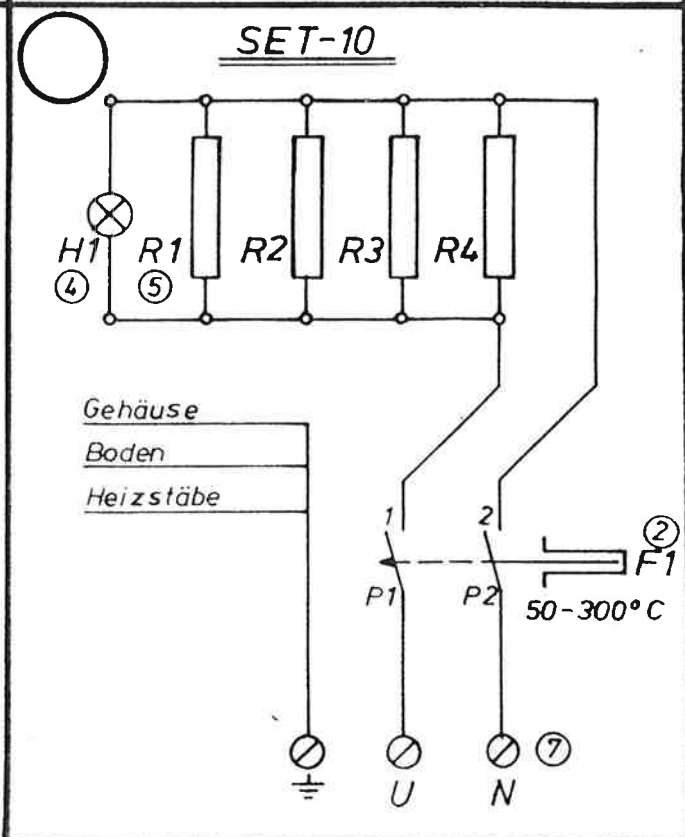 SET-10
H1 R1 R2 R3 R4
4 5
Gehäuse
Boden
Heizstäbe
1 2
2
F1
P1 P2
50-300°C
7
U N